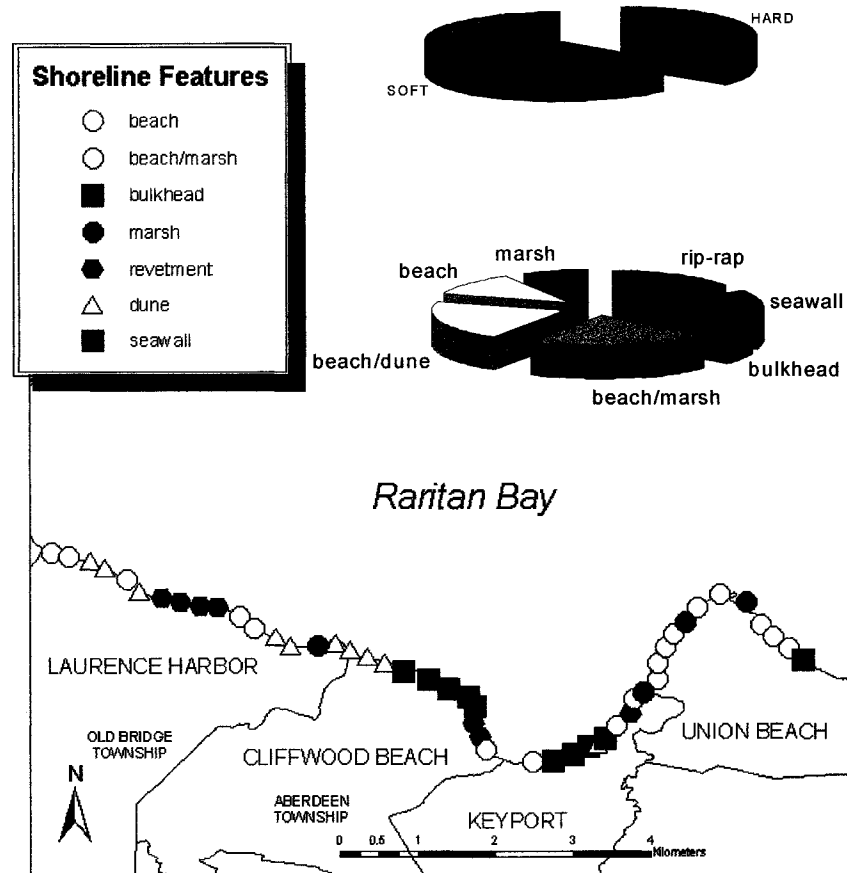 HARD
SOFT
Shoreline Features
beach
beach/marsh
bulkhead
marsh
revetment
dune
seawall
marsh
rip-rap
beach
seawall
beach/dune
bulkhead
beach/marsh
Raritan Bay
LAURENCE HARBOR
OLD BRIDGE
TOWNSHIP
CLIFFWOOD BEACH
UNION BEACH
N
ABERDEEN
TOWNSHIP
KEYPORT
0 0.5 1 2 3 4
Kilometers